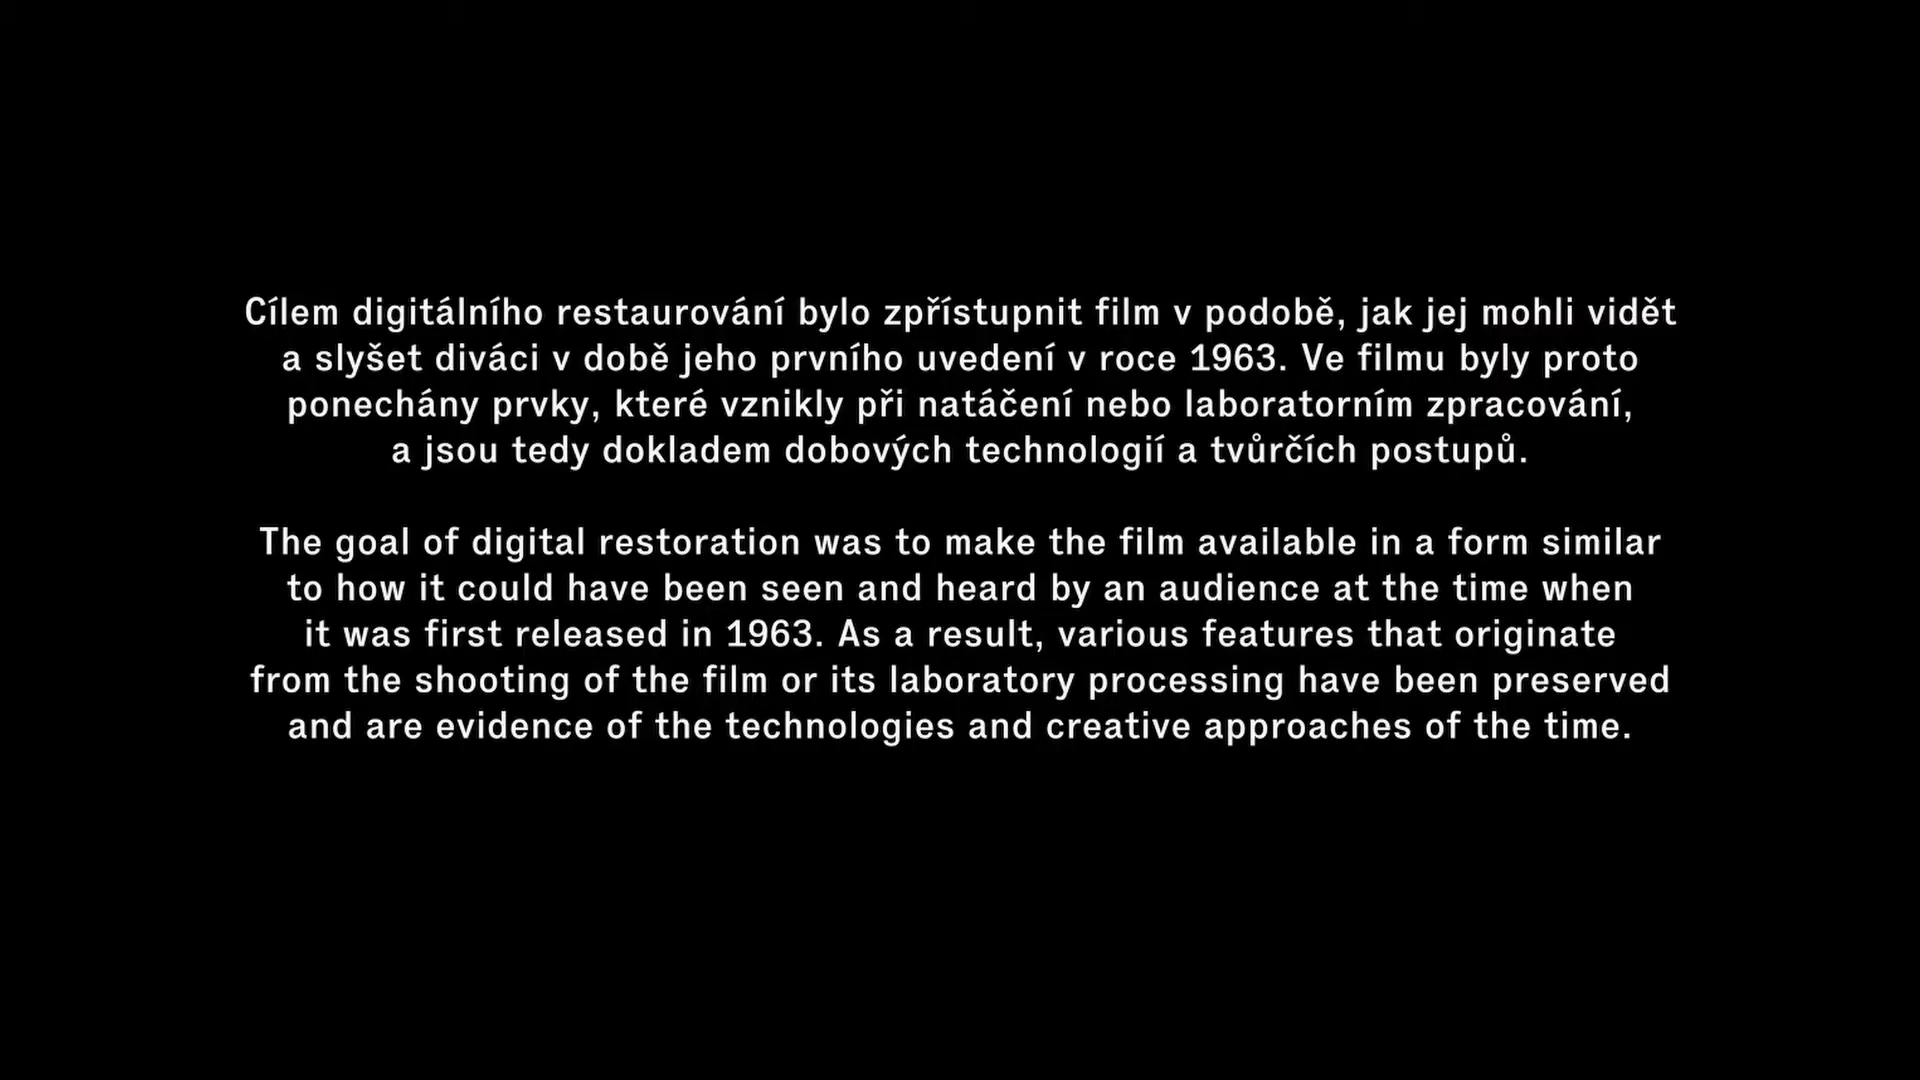 Cílem digitálního restaurování bylo zpřístupnit film v podobě, jak jej mohli vidět
a slyšet diváci v době jeho prvního uvedení v roce 1963. Ve filmu byly proto
ponechány prvky, které vznikly při natáčení nebo laboratorním zpracování,
a jsou tedy dokladem dobových technologií a tvůrčích postupů.
The goal of digital restoration was to make the film available in a form similar
to how it could have been seen and heard by an audience at the time when
it was first released in 1963. As a result, various features that originate
from the shooting of the film or its laboratory processing have been preserved
and are evidence of the technologies and creative approaches of the time.